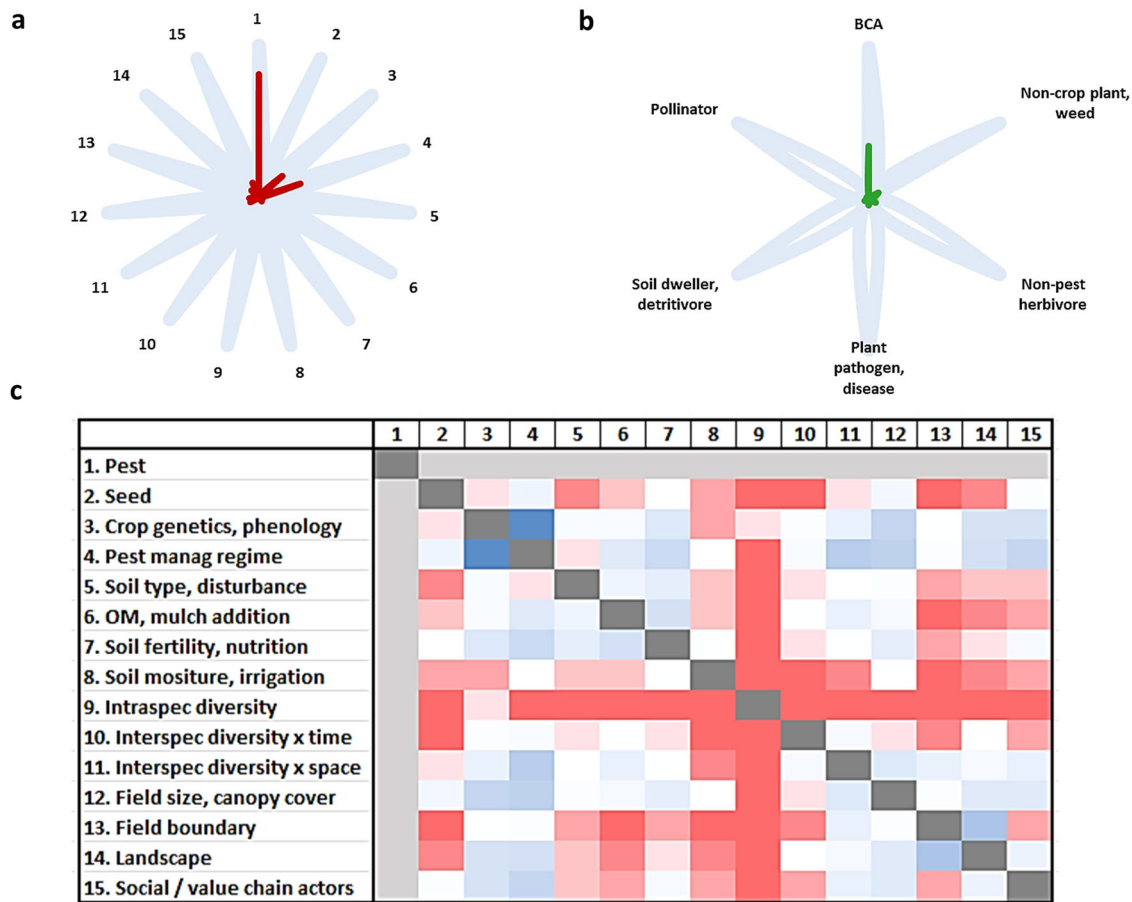 a
1
2
3
4
5
6
7
8
9
10
11
12
13
14
15
b
BCA
Non-crop plant,
weed
Non-pest
herbivore
Plant
pathogen,
disease
Soil dweller,
detritivore
Pollinator
c
1 2 3 4 5 6 7 8 9 10 11 12 13 14 15
1. Pest
2. Seed
3. Crop genetics, phenology
4. Pest manag regime
5. Soil type, disturbance
6. OM, mulch addition
7. Soil fertility, nutrition
8. Soil mositure, irrigation
9. Intraspec diversity
10. Interspec diversity x time
11. Interspec diversity x space
12. Field size, canopy cover
13. Field boundary
14. Landscape
15. Social / value chain actors